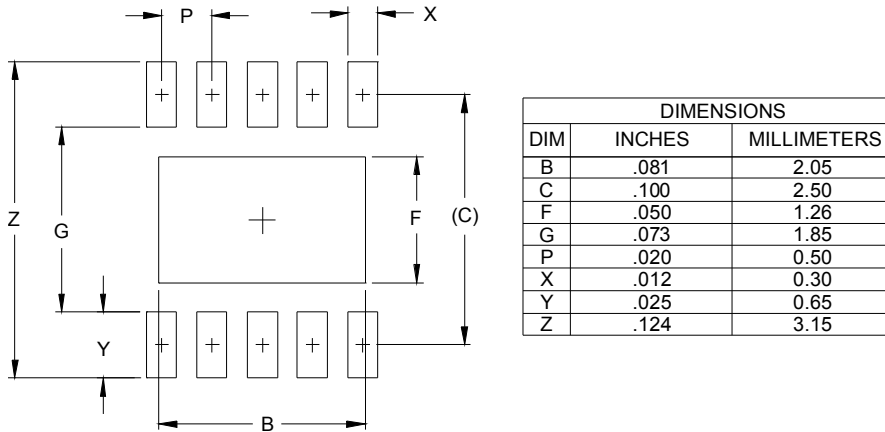 P
X
Z
G
F
(C)
Y
B
DIMENSIONS
DIM INCHES MILLIMETERS
B .081 2.05
C .100 2.50
F .050 1.26
G .073 1.85
P .020 0.50
X .012 0.30
Y .025 0.65
Z .124 3.15